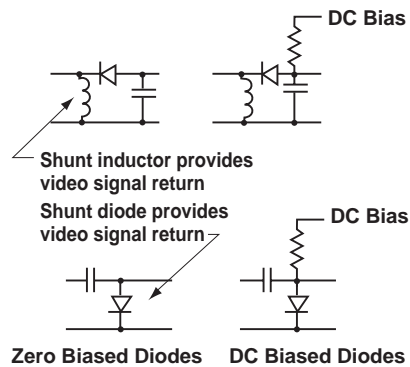 DC Bias
Shunt inductor provides
video signal return
Shunt diode provides
video signal return
DC Bias
Zero Biased Diodes
DC Biased Diodes